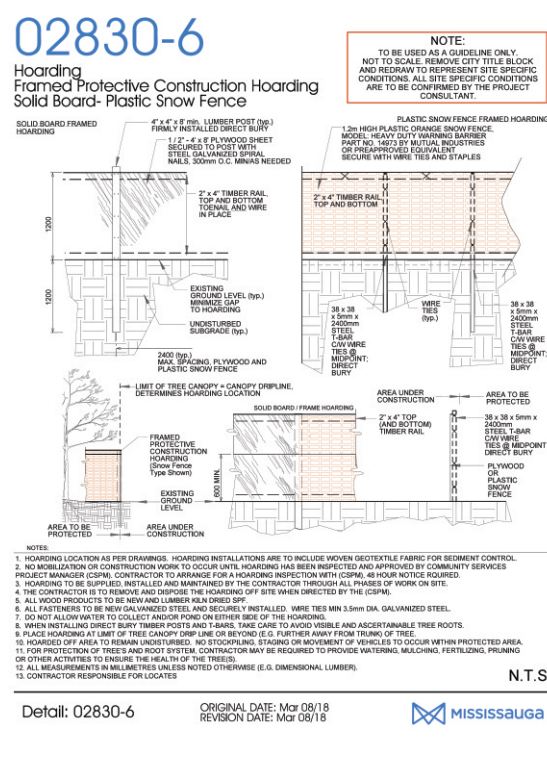 02830-6
Hoarding
Framed Protective Construction Hoarding
Solid Board- Plastic Snow Fence
NOTE:
TO BE USED AS A GUIDELINE ONLY.
NOT TO SCALE. REMOVE CITY TITLE BLOCK
AND REDRAW TO REPRESENT SITE SPECIFIC
CONDITIONS. ALL SITE SPECIFIC CONDITIONS
ARE TO BE CONFIRMED BY THE PROJECT
CONSULTANT.
SOLID BOARD FRAMED
HOARDING
4" x 4" x 8' min. LUMBER POST (typ.)
FIRMLY INSTALLED DIRECT BURY
1 / 2" - 4' x 8' PLYWOOD SHEET
SECURED TO POST WITH
STEEL GALVANIZED SPIRAL
NAILS, 300mm O.C. MIN/AS NEEDED
2" x 4" TIMBER RAIL,
TOP AND BOTTOM
TOENAIL AND WIRE
IN PLACE
1200
1200
EXISTING
GROUND LEVEL (typ.)
MINIMIZE GAP
TO HOARDING
UNDISTURBED
SUBGRADE (typ.)
2400 (typ.)
MAX. SPACING, PLYWOOD AND
PLASTIC SNOW FENCE
PLASTIC SNOW FENCE FRAMED HOARDING
1.2m HIGH PLASTIC ORANGE SNOW FENCE,
MODEL: HEAVY DUTY WARNING BARRIER
PART NO. 14973 BY MUTUAL INDUSTRIES
OR PREAPPROVED EQUIVALENT
SECURE WITH WIRE TIES AND STAPLES
2" x 4" TIMBER RAIL
TOP AND BOTTOM
38 x 38
x 5mm x
2400mm
STEEL
T-BAR
C/W WIRE
TIES @
MIDPOINT;
DIRECT
BURY
WIRE
TIES
(typ.)
38 x 38
x 5mm x
2400mm
STEEL
T-BAR
C/W WIRE
TIES @
MIDPOINT;
DIRECT
BURY
LIMIT OF TREE CANOPY = CANOPY DRIPLINE,
DETERMINES HOARDING LOCATION
FRAMED
PROTECTIVE
CONSTRUCTION
HOARDING
(Snow Fence
Type Shown)
EXISTING
GROUND
LEVEL
AREA TO BE
PROTECTED
AREA UNDER
CONSTRUCTION
SOLID BOARD / FRAME HOARDING
600 MIN.
AREA UNDER
CONSTRUCTION
AREA TO BE
PROTECTED
2" x 4" TOP
(AND BOTTOM)
TIMBER RAIL
38 x 38 x 5mm x
2400mm
STEEL T-BAR
C/W WIRE
TIES @ MIDPOINT
DIRECT BURY
PLYWOOD
OR
PLASTIC
SNOW
FENCE
NOTES:
1. HOARDING LOCATION AS PER DRAWINGS. HOARDING INSTALLATIONS ARE TO INCLUDE WOVEN GEOTEXTILE FABRIC FOR SEDIMENT CONTROL.
2. NO MOBILIZATION OR CONSTRUCTION WORK TO OCCUR UNTIL HOARDING HAS BEEN INSPECTED AND APPROVED BY COMMUNITY SERVICES
PROJECT MANAGER (CSPM). CONTRACTOR TO ARRANGE FOR A HOARDING INSPECTION WITH (CSPM), 48 HOUR NOTICE RQUIRED.
3. HOARDING TO BE SUPPLIED, INSTALLED AND MAINTAINED BY THE CONTRACTOR THROUGH ALL PHASES OF WORK ON SITE.
4. THE CONTRACTOR IS TO REMOVE AND DISPOSE THE HOARDING OFF SITE WHEN DIRECTED BY THE (CSPM).
5. ALL WOOD PRODUCTS TO BE NEW AND LUMBER KILN DRIED SPF.
6. ALL FASTENERS TO BE NEW GALVANIZED STEEL AND SECURELY INSTALLED. WIRE TIES MIN 3.5mm DIA. GALVANIZED STEEL.
7. DO NOT ALLOW WATER TO COLLECT AND/OR POND ON EITHER SIDE OF THE HOARDING.
8. WHEN INSTALLING DIRECT BURY TIMBER POSTS AND T-BARS, TAKE CARE TO AVOID VISIBLE AND ASCERTAINABLE TREE ROOTS.
9. PLACE HOARDING AT LIMIT OF TREE CANOPY DRIP LINE OR BEYOND (E.G. FURTHER AWAY FROM TRUNK) OF TREE.
10. HOARDED OFF AREA TO REMAIN UNDISTURBED. NO STOCKPILING, STAGING OR MOVEMENT OF VEHICLES TO OCCUR WITHIN PROTECTED AREA.
11. FOR PROTECTION OF TREE'S AND ROOT SYSTEM, CONTRACTOR MAY BE REQUIRED TO PROVIDE WATERING, MULCHING, FERTILIZING, PRUNING
OR OTHER ACTIVITIES TO ENSURE THE HEALTH OF THE TREE(S).
12. ALL MEASUREMENTS IN MILLIMETRES UNLESS NOTED OTHERWISE (E.G. DIMENSIONAL LUMBER).
13. CONTRACTOR RESPONSIBLE FOR LOCATES
N.T.S
Detail: 02830-6
ORIGINAL DATE: Mar 08/18
REVISION DATE: Mar 08/18
MISSISSAUGA